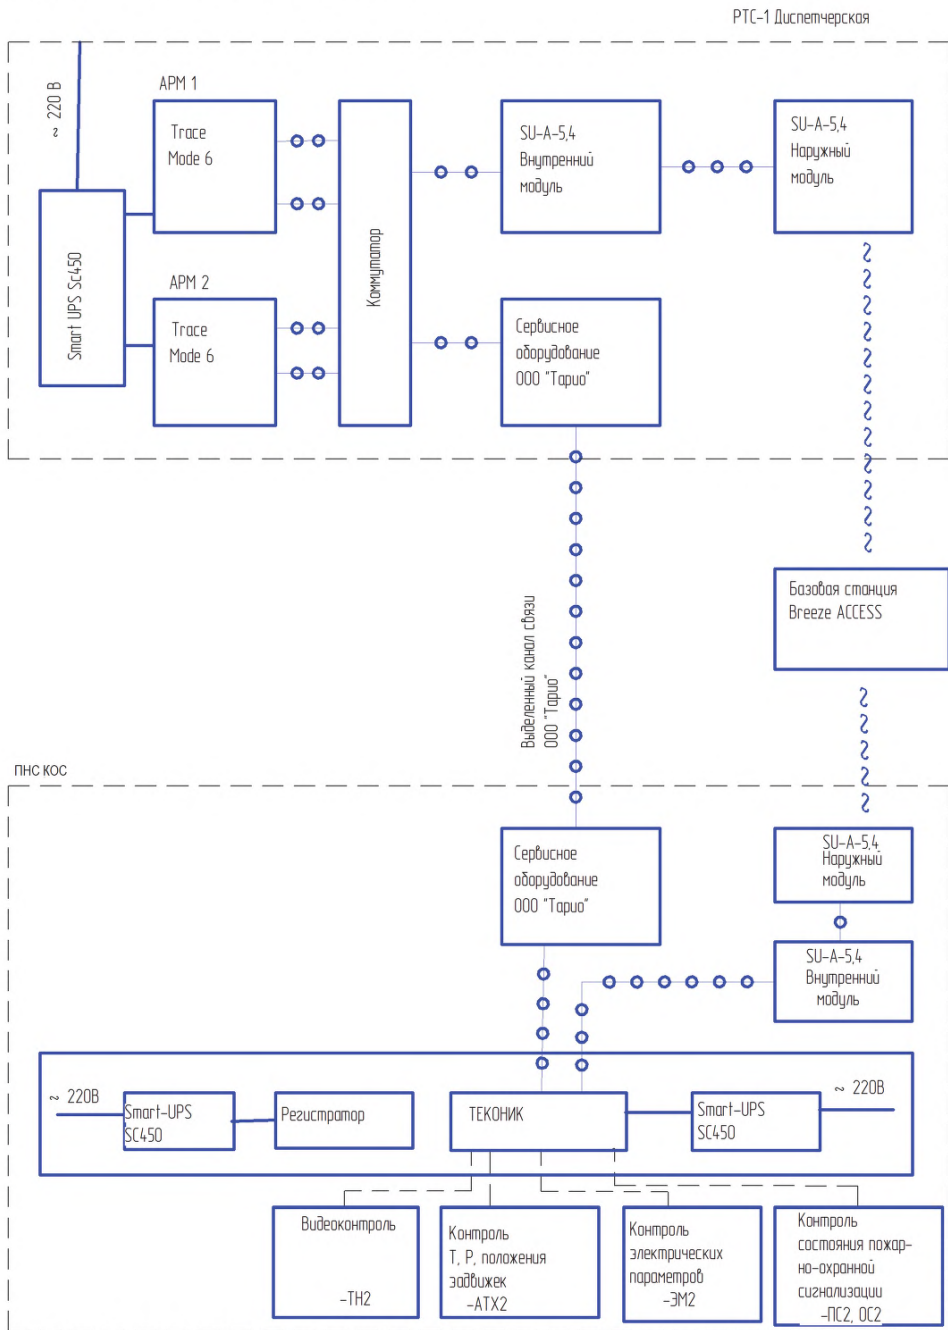 РТС-1 Диспетчерская
~ 220 В
АРМ 1
Trace
Mode 6
SU-A-5,4
Внутренний
модуль
SU-A-5,4
Наружный
модуль
Smart UPS SC450
Коммутатор
АРМ 2
Trace
Mode 6
Сервисное
оборудование
ООО "Тарио"
Базовая станция
Breeze ACCESS
Выделенный канал связи
ООО "Тарио"
ПНС КОС
Сервисное
оборудование
ООО "Тарио"
SU-A-5,4
Наружный
модуль
SU-A-5,4
Внутренний
модуль
~ 220В
Smart-UPS
SC450
Регистратор
ТЕКОНИК
Smart-UPS
SC450
~ 220В
Видеоконтроль
-ТН2
Контроль
Т, Р, положения
задвижек
-АТХ2
Контроль
электрических
параметров
-ЭМ2
Контроль
состояния пожар-
но-охранной
сигнализации
-ПС2, ОС2